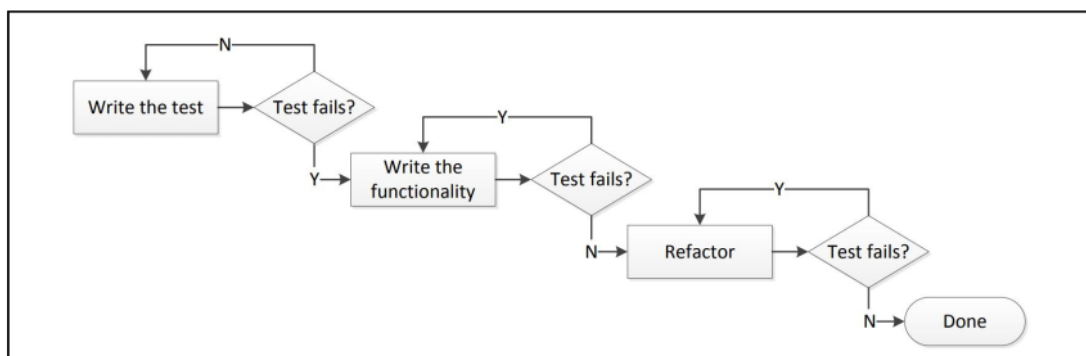 N
Write the test
Test fails?
Y
Y
Write the
functionality
Test fails?
Y
N
Refactor
Test fails?
N
Done